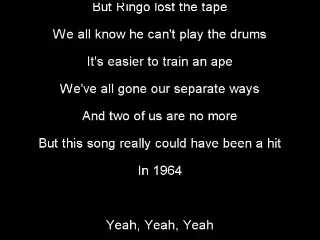 But Ringo lost the tape
We all know he can't play the drums
It's easier to train an ape
We've all gone our separate ways
And two of us are no more
But this song really could have been a hit
In 1964
Yeah, Yeah, Yeah